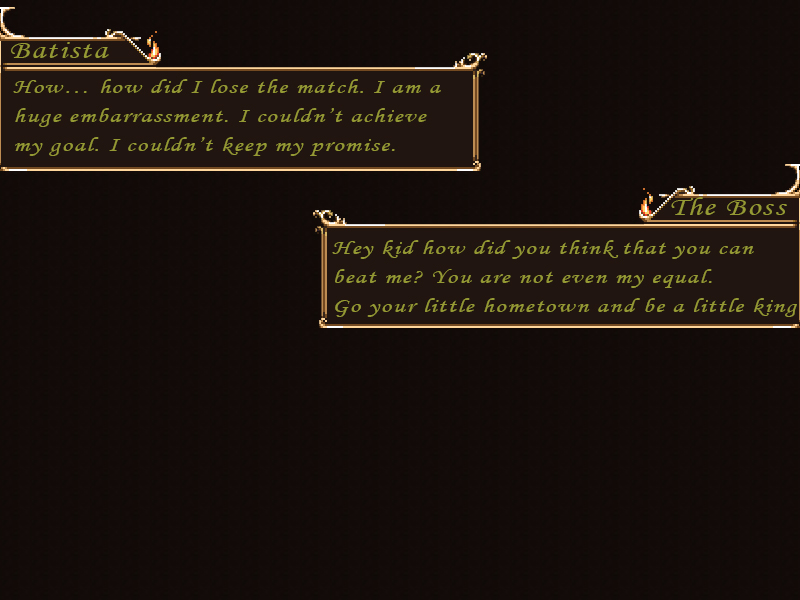 Batista
How... how did I lose the match. I am a
huge embarrassment. I couldn't achieve
my goal. I couldn't keep my promise.
The Boss
Hey kid how did you think that you can
beat me? You are not even my equal.
Go your little hometown and be a little king